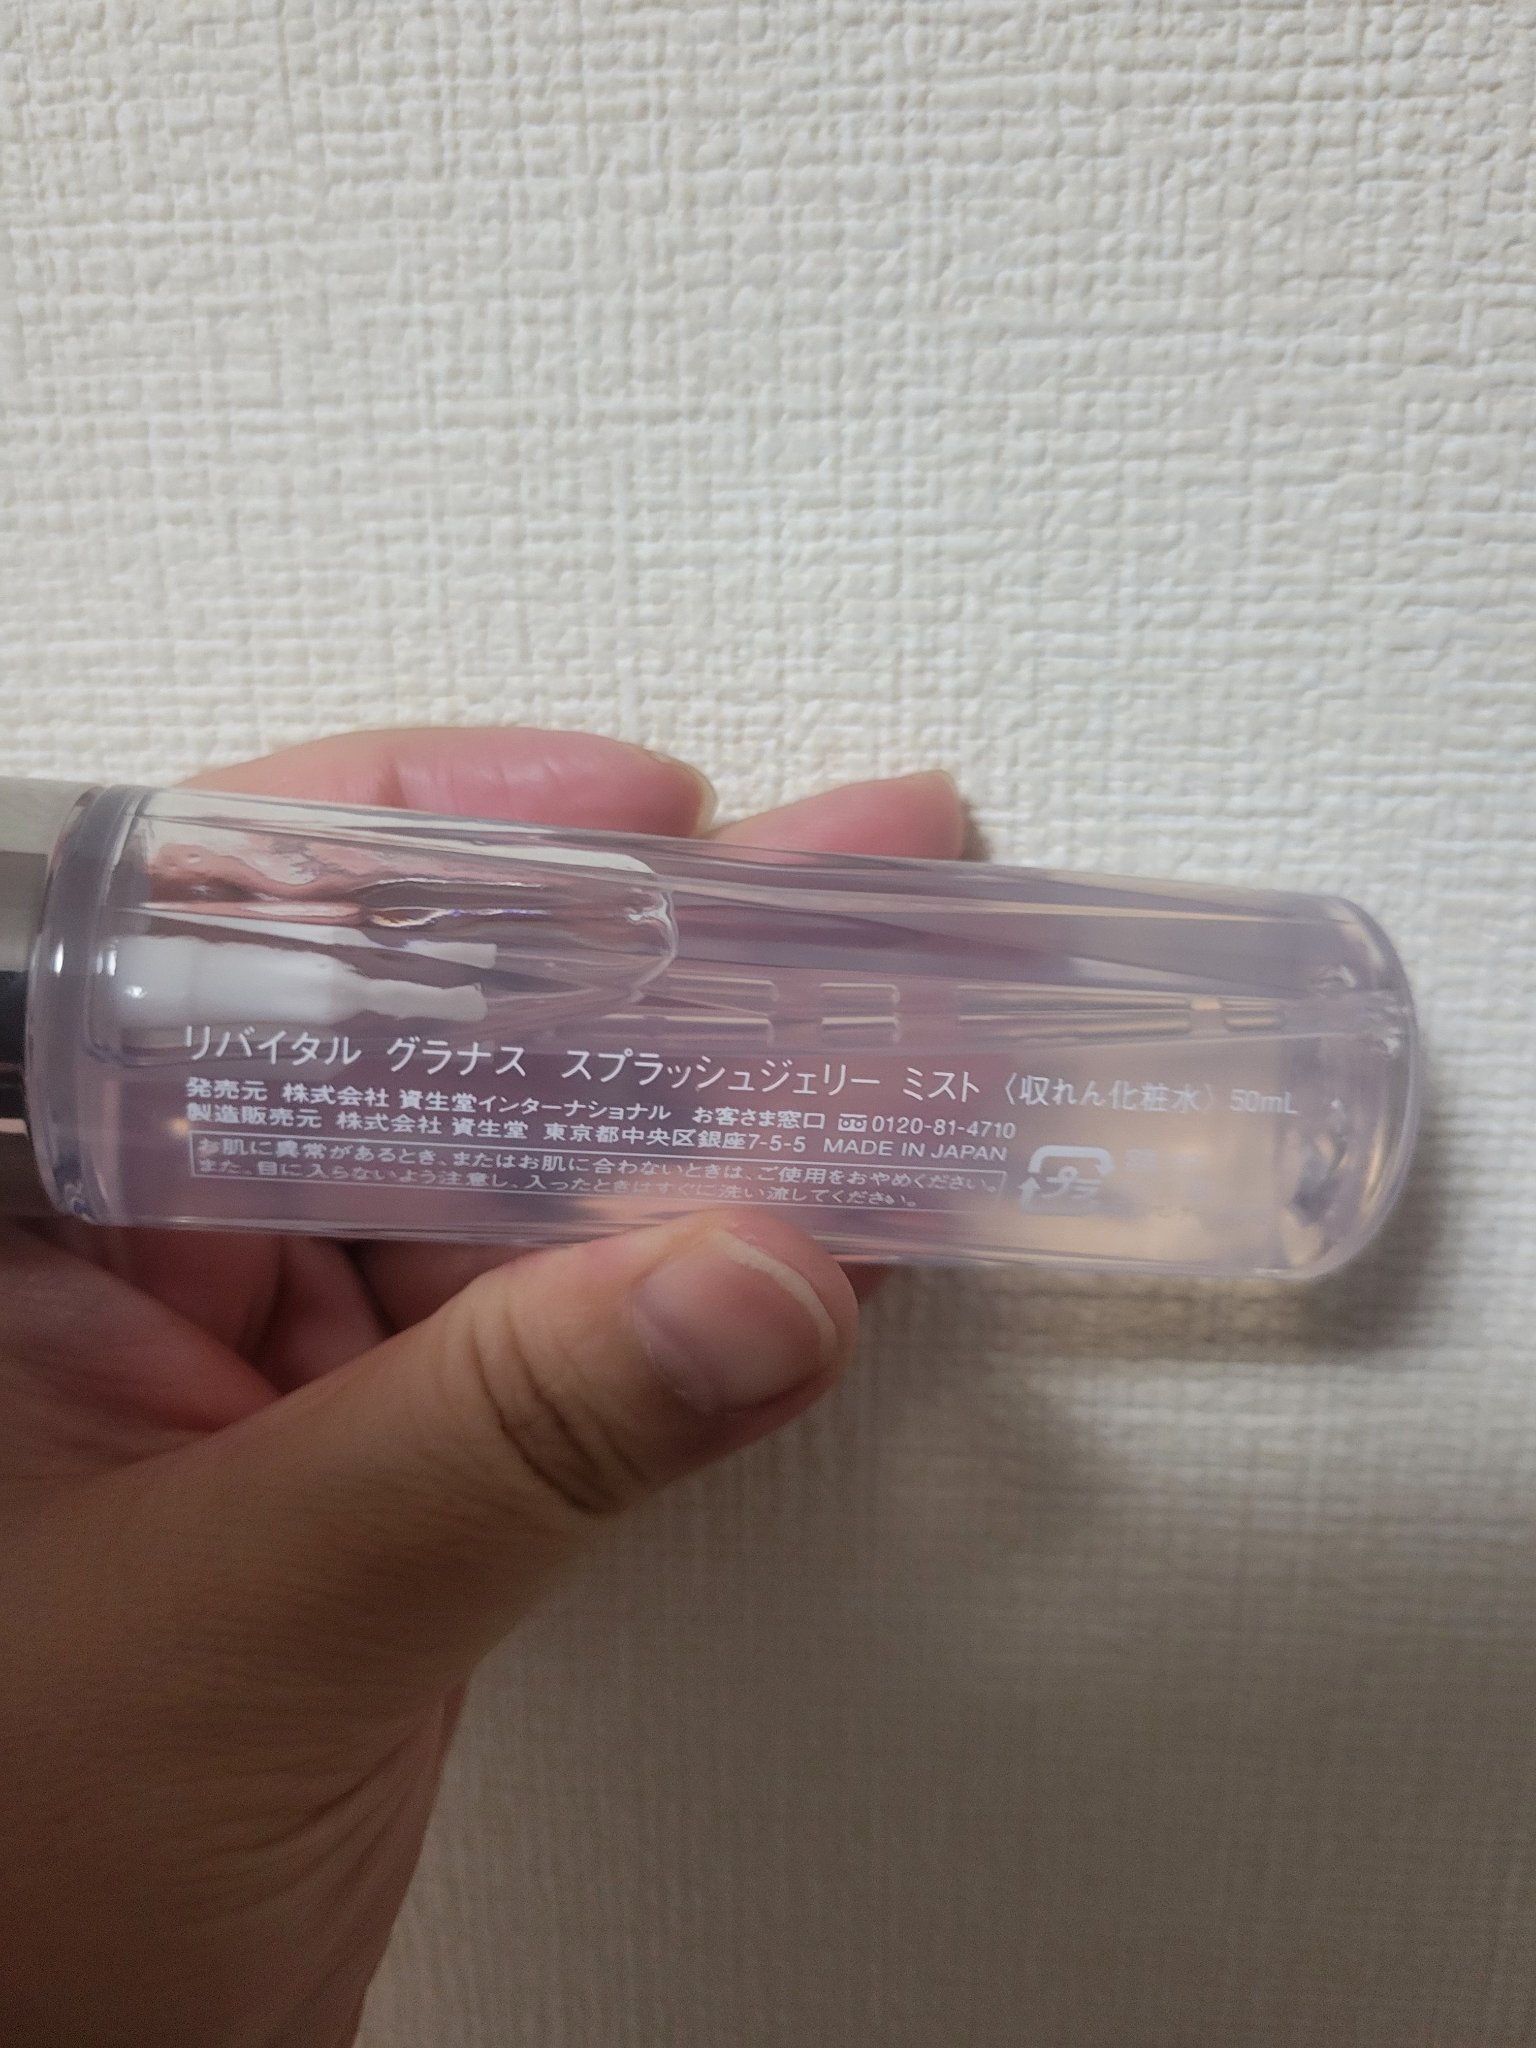 リバイタル グラナス スプラッシュジェリー ミスト〈収れん化粧水〉50mL
発売元 株式会社 資生堂インターナショナル お客さま窓口 0120-81-4710
製造販売元 株式会社 資生堂 東京都中央区銀座7-5-5 MADE IN JAPAN
お肌に異常があるとき、またはお肌に合わないときは、ご使用をおやめください。
また、目に入らないよう注意し、入ったときはすぐに洗い流してください。
プラ